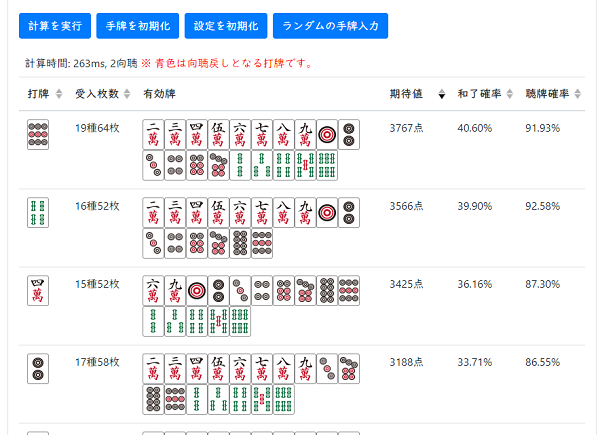 計算を実行 手牌を初期化 設定を初期化 ランダムの手牌入力
計算時間: 263ms, 2向聴 ※ 青色は向聴戻しとなる打牌です。
打牌 受入枚数 有効牌 期待値 和了確率 聴牌確率
19種64枚 二萬 三萬 四萬 伍萬 六萬 七萬 八萬 九萬 3767点 40.60% 91.93%
16種52枚 二萬 三萬 四萬 伍萬 六萬 七萬 八萬 九萬 3566点 39.90% 92.58%
四萬 15種52枚 六萬 九萬 3425点 36.16% 87.30%
17種58枚 二萬 三萬 四萬 伍萬 六萬 七萬 八萬 九萬 3188点 33.71% 86.55%